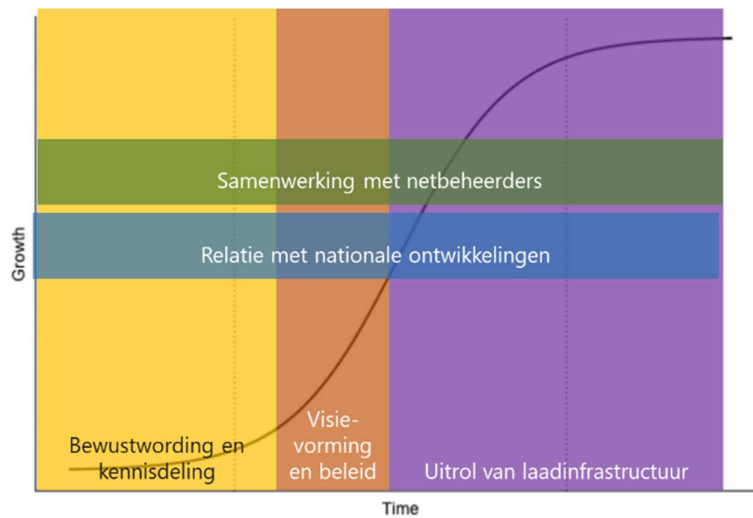 Samenwerking met netbeheerders
Relatie met nationale ontwikkelingen
Growth
Bewustwording en
kennisdeling
Visie-
vorming
en beleid
Uitrol van laadinfrastructuur
Time